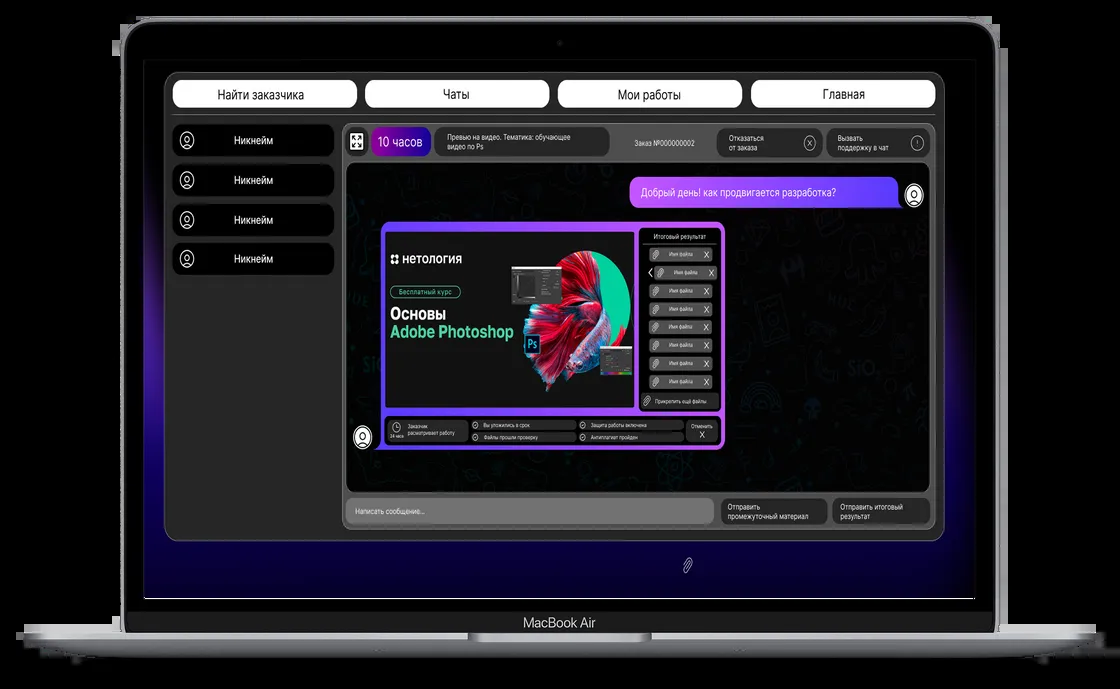 Найти заказчика
Чаты
Мои работы
Главная
Никнейм
Никнейм
Никнейм
Никнейм
10 часов
Превью на видео. Тематика: обучающее
видео по Ps
Заказ №000000002
Отказаться
от заказа
X
Вызвать
поддержку в чат
!
Добрый день! как продвигается разработка?
нетология
Бесплатный курс
Основы
Adobe Photoshop
Ps
Итоговый результат
Имя файла X
Имя файла X
Имя файла X
Имя файла X
Имя файла X
Имя файла X
Имя файла X
Имя файла X
Прикрепить ещё файлы
24 часа
Заказчик
рассматривает работу
Вы уложились в срок
Файлы прошли проверку
Защита работы включена
Антиплагиат пройден
Отменить
X
Написать сообщение...
Отправить
промежуточный материал
Отправить итоговый
результат
MacBook Air